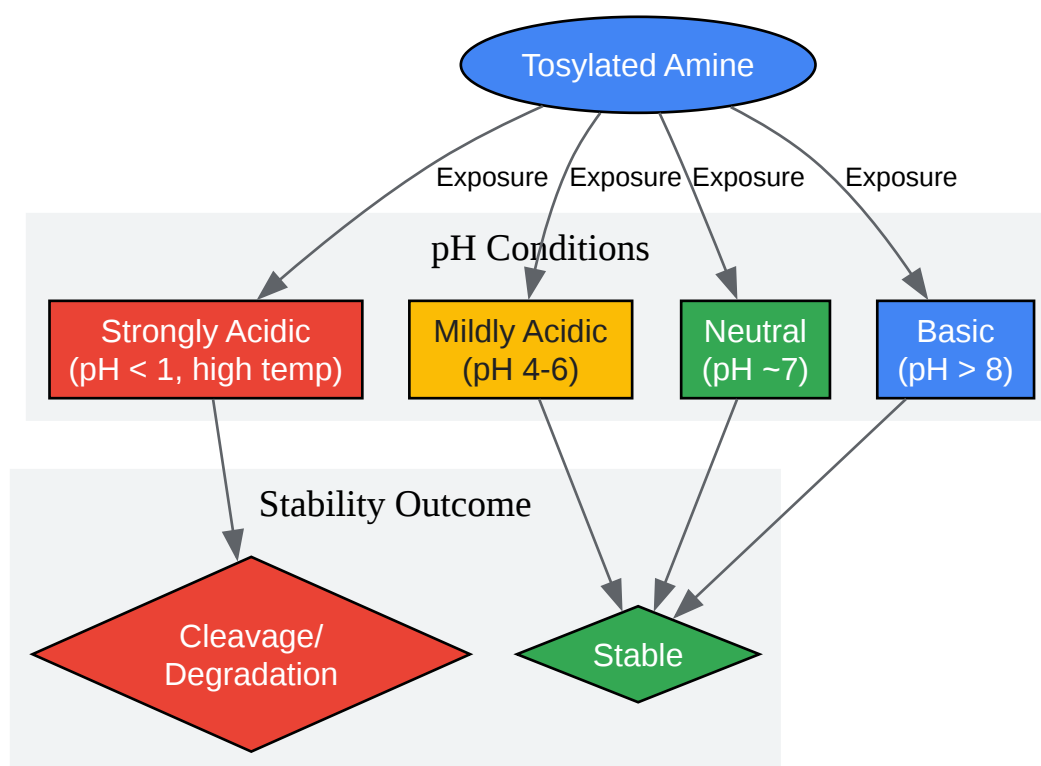 Tosylated Amine
Exposure
Exposure
Exposure
Exposure
pH Conditions
Strongly Acidic
(pH < 1, high temp)
Mildly Acidic
(pH 4-6)
Neutral
(pH ~7)
Basic
(pH > 8)
Stability Outcome
Cleavage/
Degradation
Stable